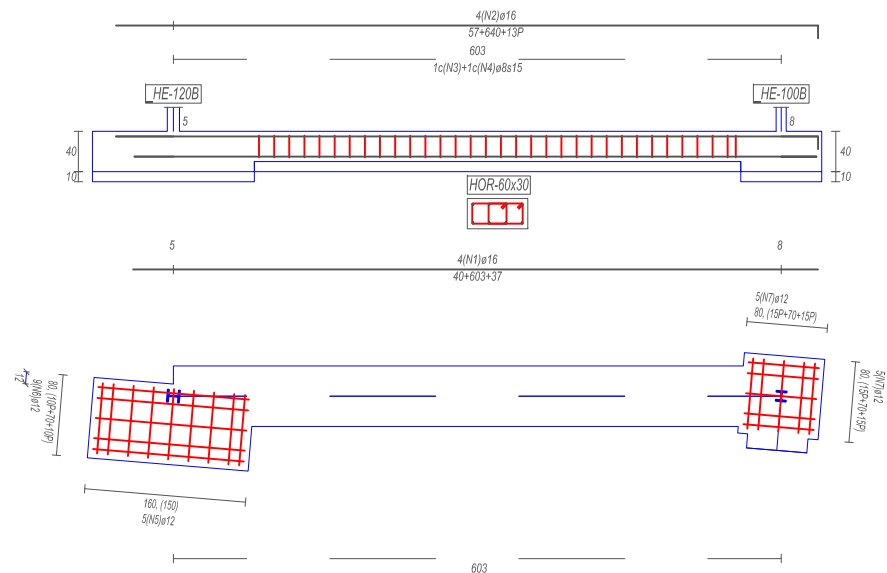 4(N2)ø16
57+640+13P
603
1c(N3)+1c(N4)ø8s15
HE-120B
HE-100B
5
8
40
10
40
10
HOR-60x30
5
8
4(N1)ø16
40+603+37
5(N7)ø12
80, (15P+70+15P)
12
9(N6)ø12
80, (10P+70+10P)
5(N7)ø12
80, (15P+70+15P)
160, (150)
5(N5)ø12
603